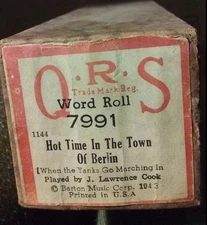 Q·R·S
Trade Mark Reg.
Word Roll
7991
1144
Hot Time In The Town
Of Berlin
[When the Yanks Go Marching In
Played by J. Lawrence Cook
© Barton Music Corp. 1943
Printed in U.S.A